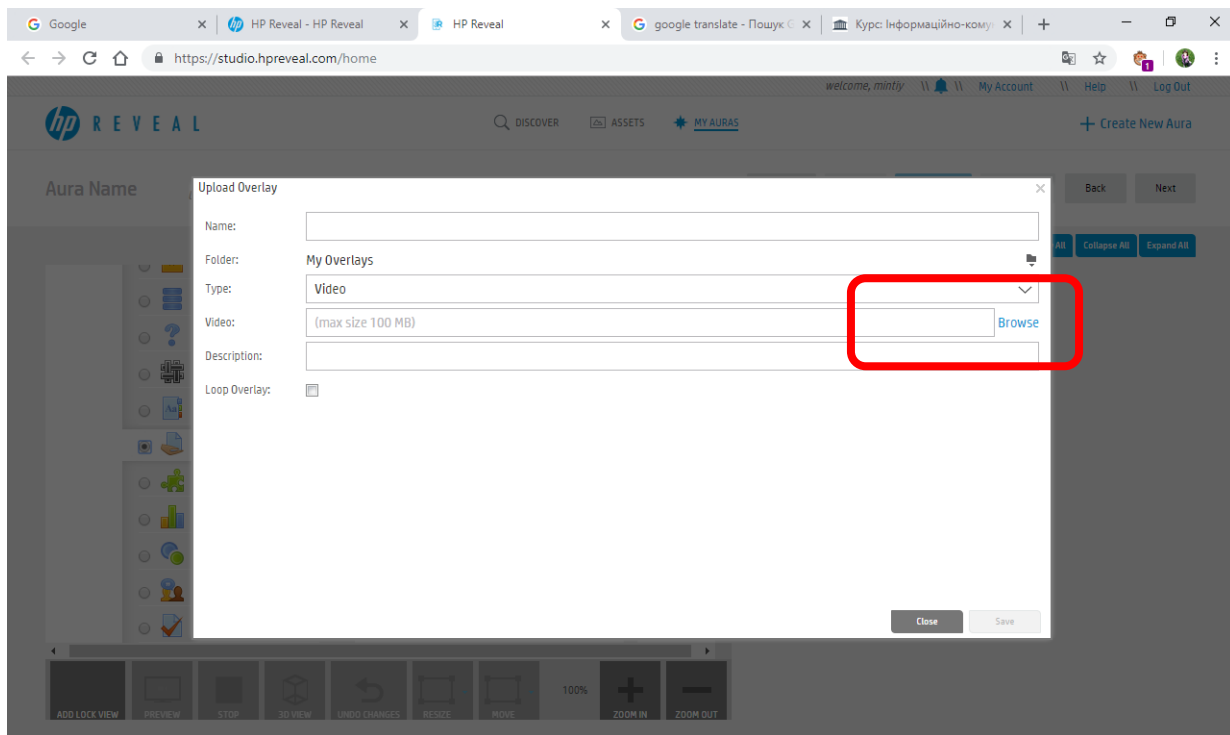 Google
HP Reveal - HP Reveal
HP Reveal
google translate - Пошук G
Курс: Інформаційно-кому
https://studio.hpreveal.com/home
1
welcome, mintiy \\ \\ My Account \\ Help \\ Log Out
hp REVEAL
DISCOVER
ASSETS
MY AURAS
+ Create New Aura
Aura Name
Back
Next
All
Collapse All
Expand All
Upload Overlay
Name:
Folder: My Overlays
Type: Video
Video: (max size 100 MB) Browse
Description:
Loop Overlay:
Aa
Close
Save
ADD LOCK VIEW
PREVIEW
STOP
3D VIEW
UNDO CHANGES
RESIZE
MOVE
100%
ZOOM IN
ZOOM OUT